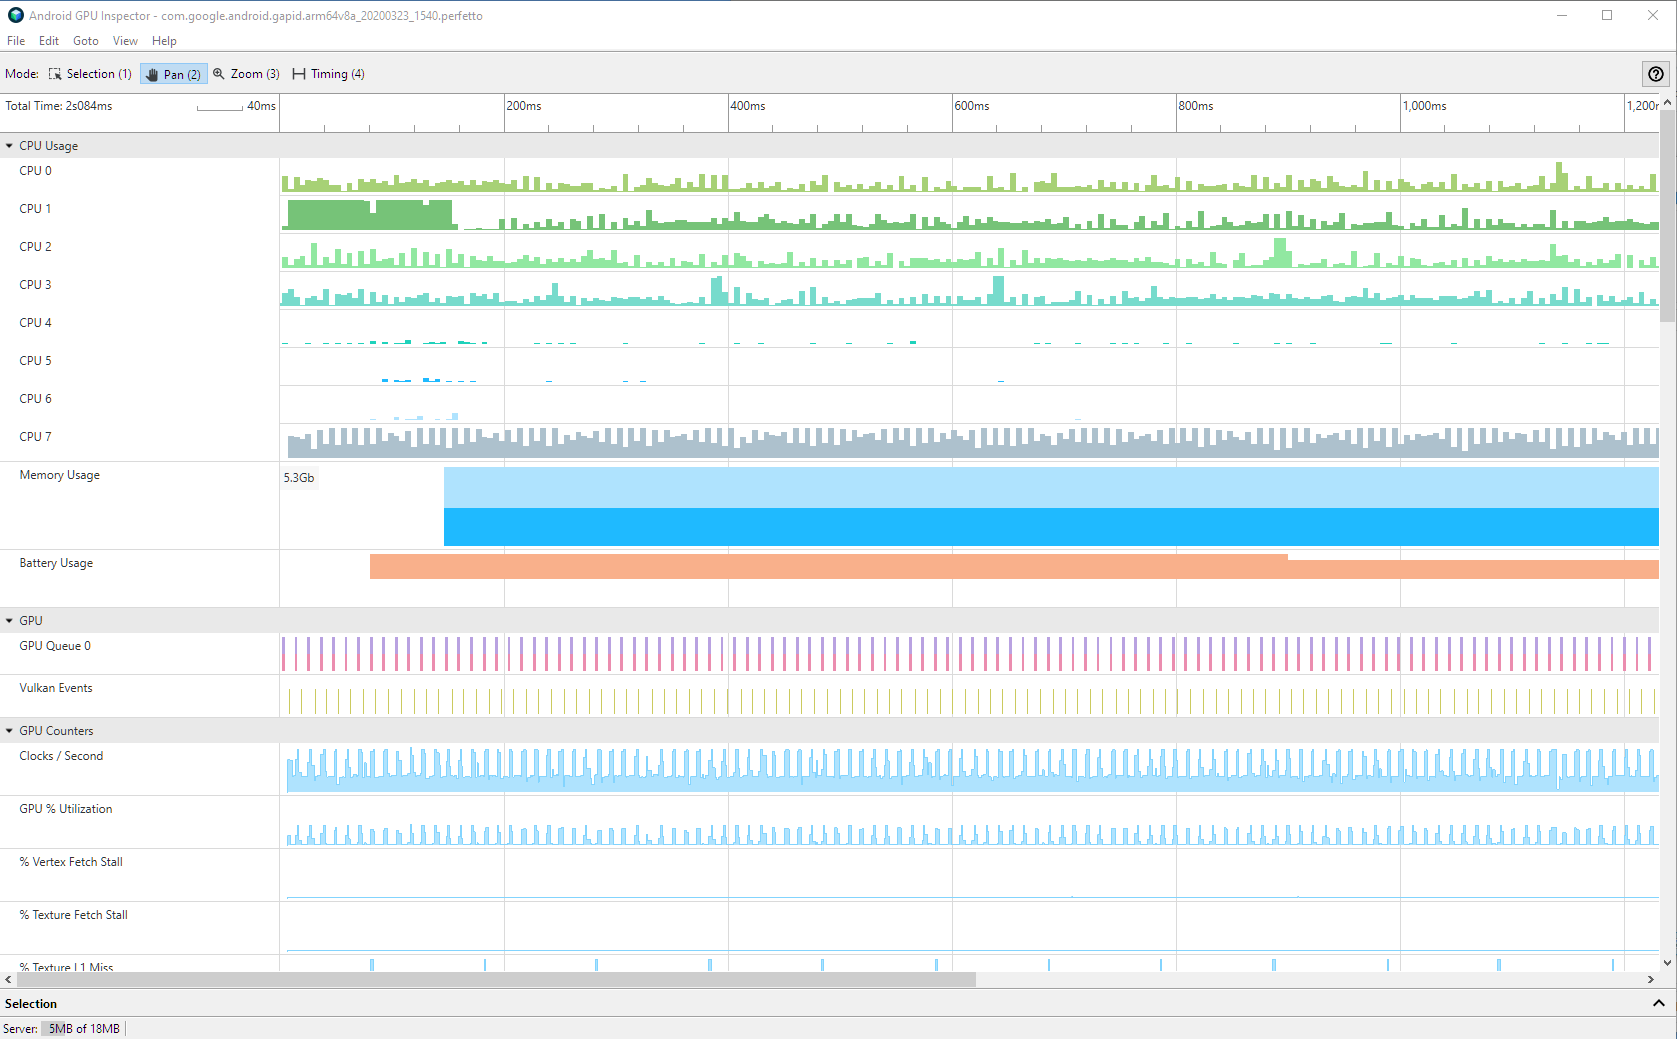 Android GPU Inspector - com.google.android.gapid.arm64v8a_20200323_1540.perfetto
File Edit Goto View Help
Mode: Selection (1) Pan (2) Zoom (3) Timing (4)
Total Time: 2s084ms 40ms 200ms 400ms 600ms 800ms 1,000ms
CPU Usage
CPU 0
CPU 1
CPU 2
CPU 3
CPU 4
CPU 5
CPU 6
CPU 7
Memory Usage 5.3Gb
Battery Usage
GPU
GPU Queue 0
Vulkan Events
GPU Counters
Clocks / Second
GPU % Utilization
% Vertex Fetch Stall
% Texture Fetch Stall
% Texture L1 Miss
Selection
Server: 5MB of 18MB